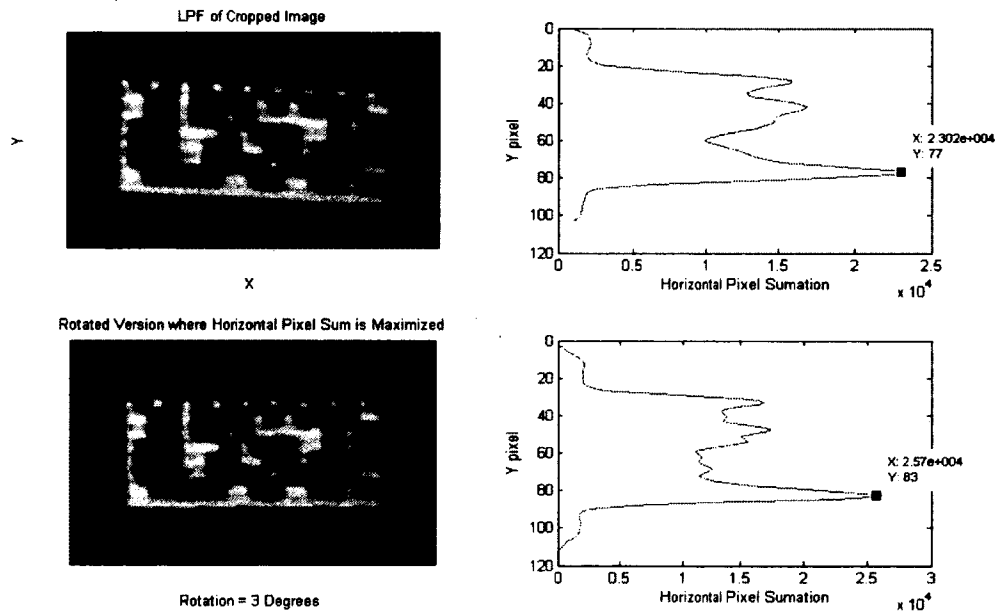 LPF of Cropped Image
Y
X
0
20
40
60
80
100
120
Y pixel
X: 2.302e+004
Y: 77
0
0.5
1
1.5
2
2.5
x 10^4
Horizontal Pixel Sumation
Rotated Version where Horizontal Pixel Sum is Maximized
Rotation = 3 Degrees
0
20
40
60
80
100
120
Y pixel
X: 2.57e+004
Y: 83
0
0.5
1
1.5
2
2.5
3
x 10^4
Horizontal Pixel Sumation